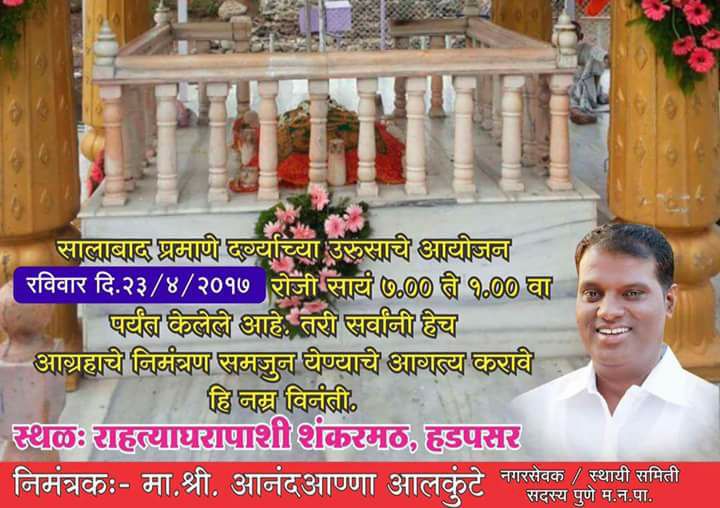 सालाबाद प्रमाणे दर्ग्याच्या उरूसाचे आयोजन
रविवार दि.२३/४/२०१७ रोजी सायं ७.०० ते ९.०० वा
पर्यंत केलेले आहे. तरी सर्वांनी हेच
आग्रहाचे निमंत्रण समजुन येण्याचे आगत्य करावे
हि नम्र विनंती.
स्थळः राहत्याघरापाशी शंकरमठ, हडपसर
निमंत्रकः- मा.श्री. आनंदआण्णा आलकुंटे नगरसेवक / स्थायी समिती
सदस्य पुणे म.न.पा.